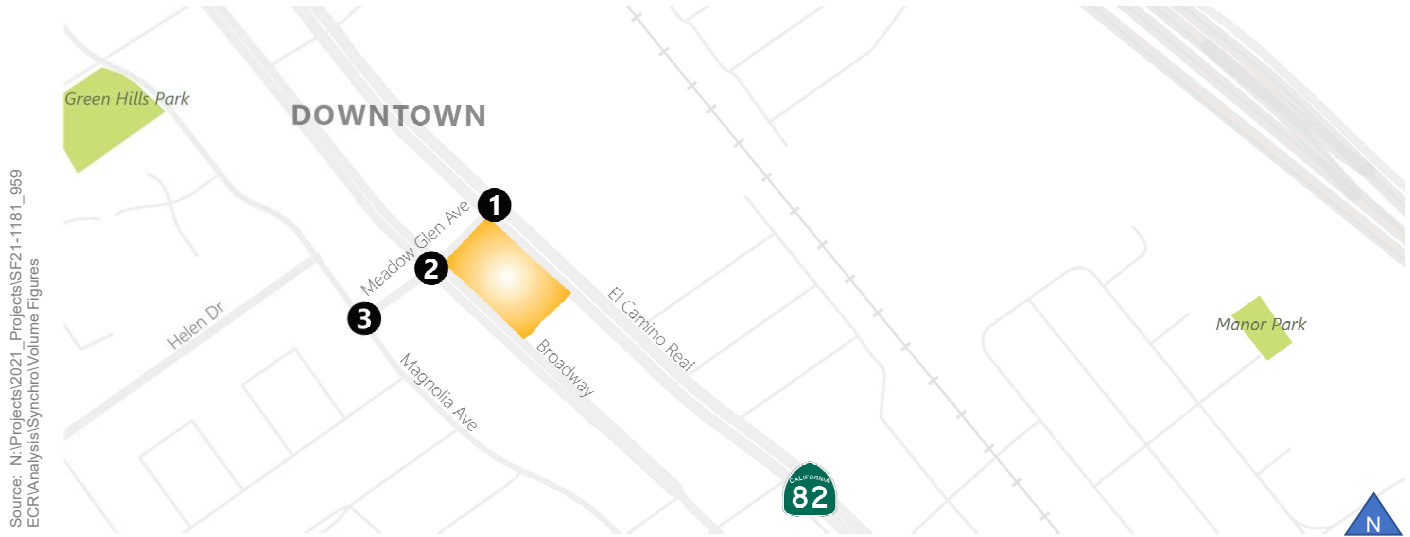 Source: N:\Projects\2021_Projects\SF21-1181_959
ECR\Analysis\Synchro\Volume Figures
Green Hills Park
DOWNTOWN
1
Meadow Glen Ave
2
3
Helen Dr
Magnolia Ave
Broadway
El Camino Real
Manor Park
CALIFORNIA
82
N